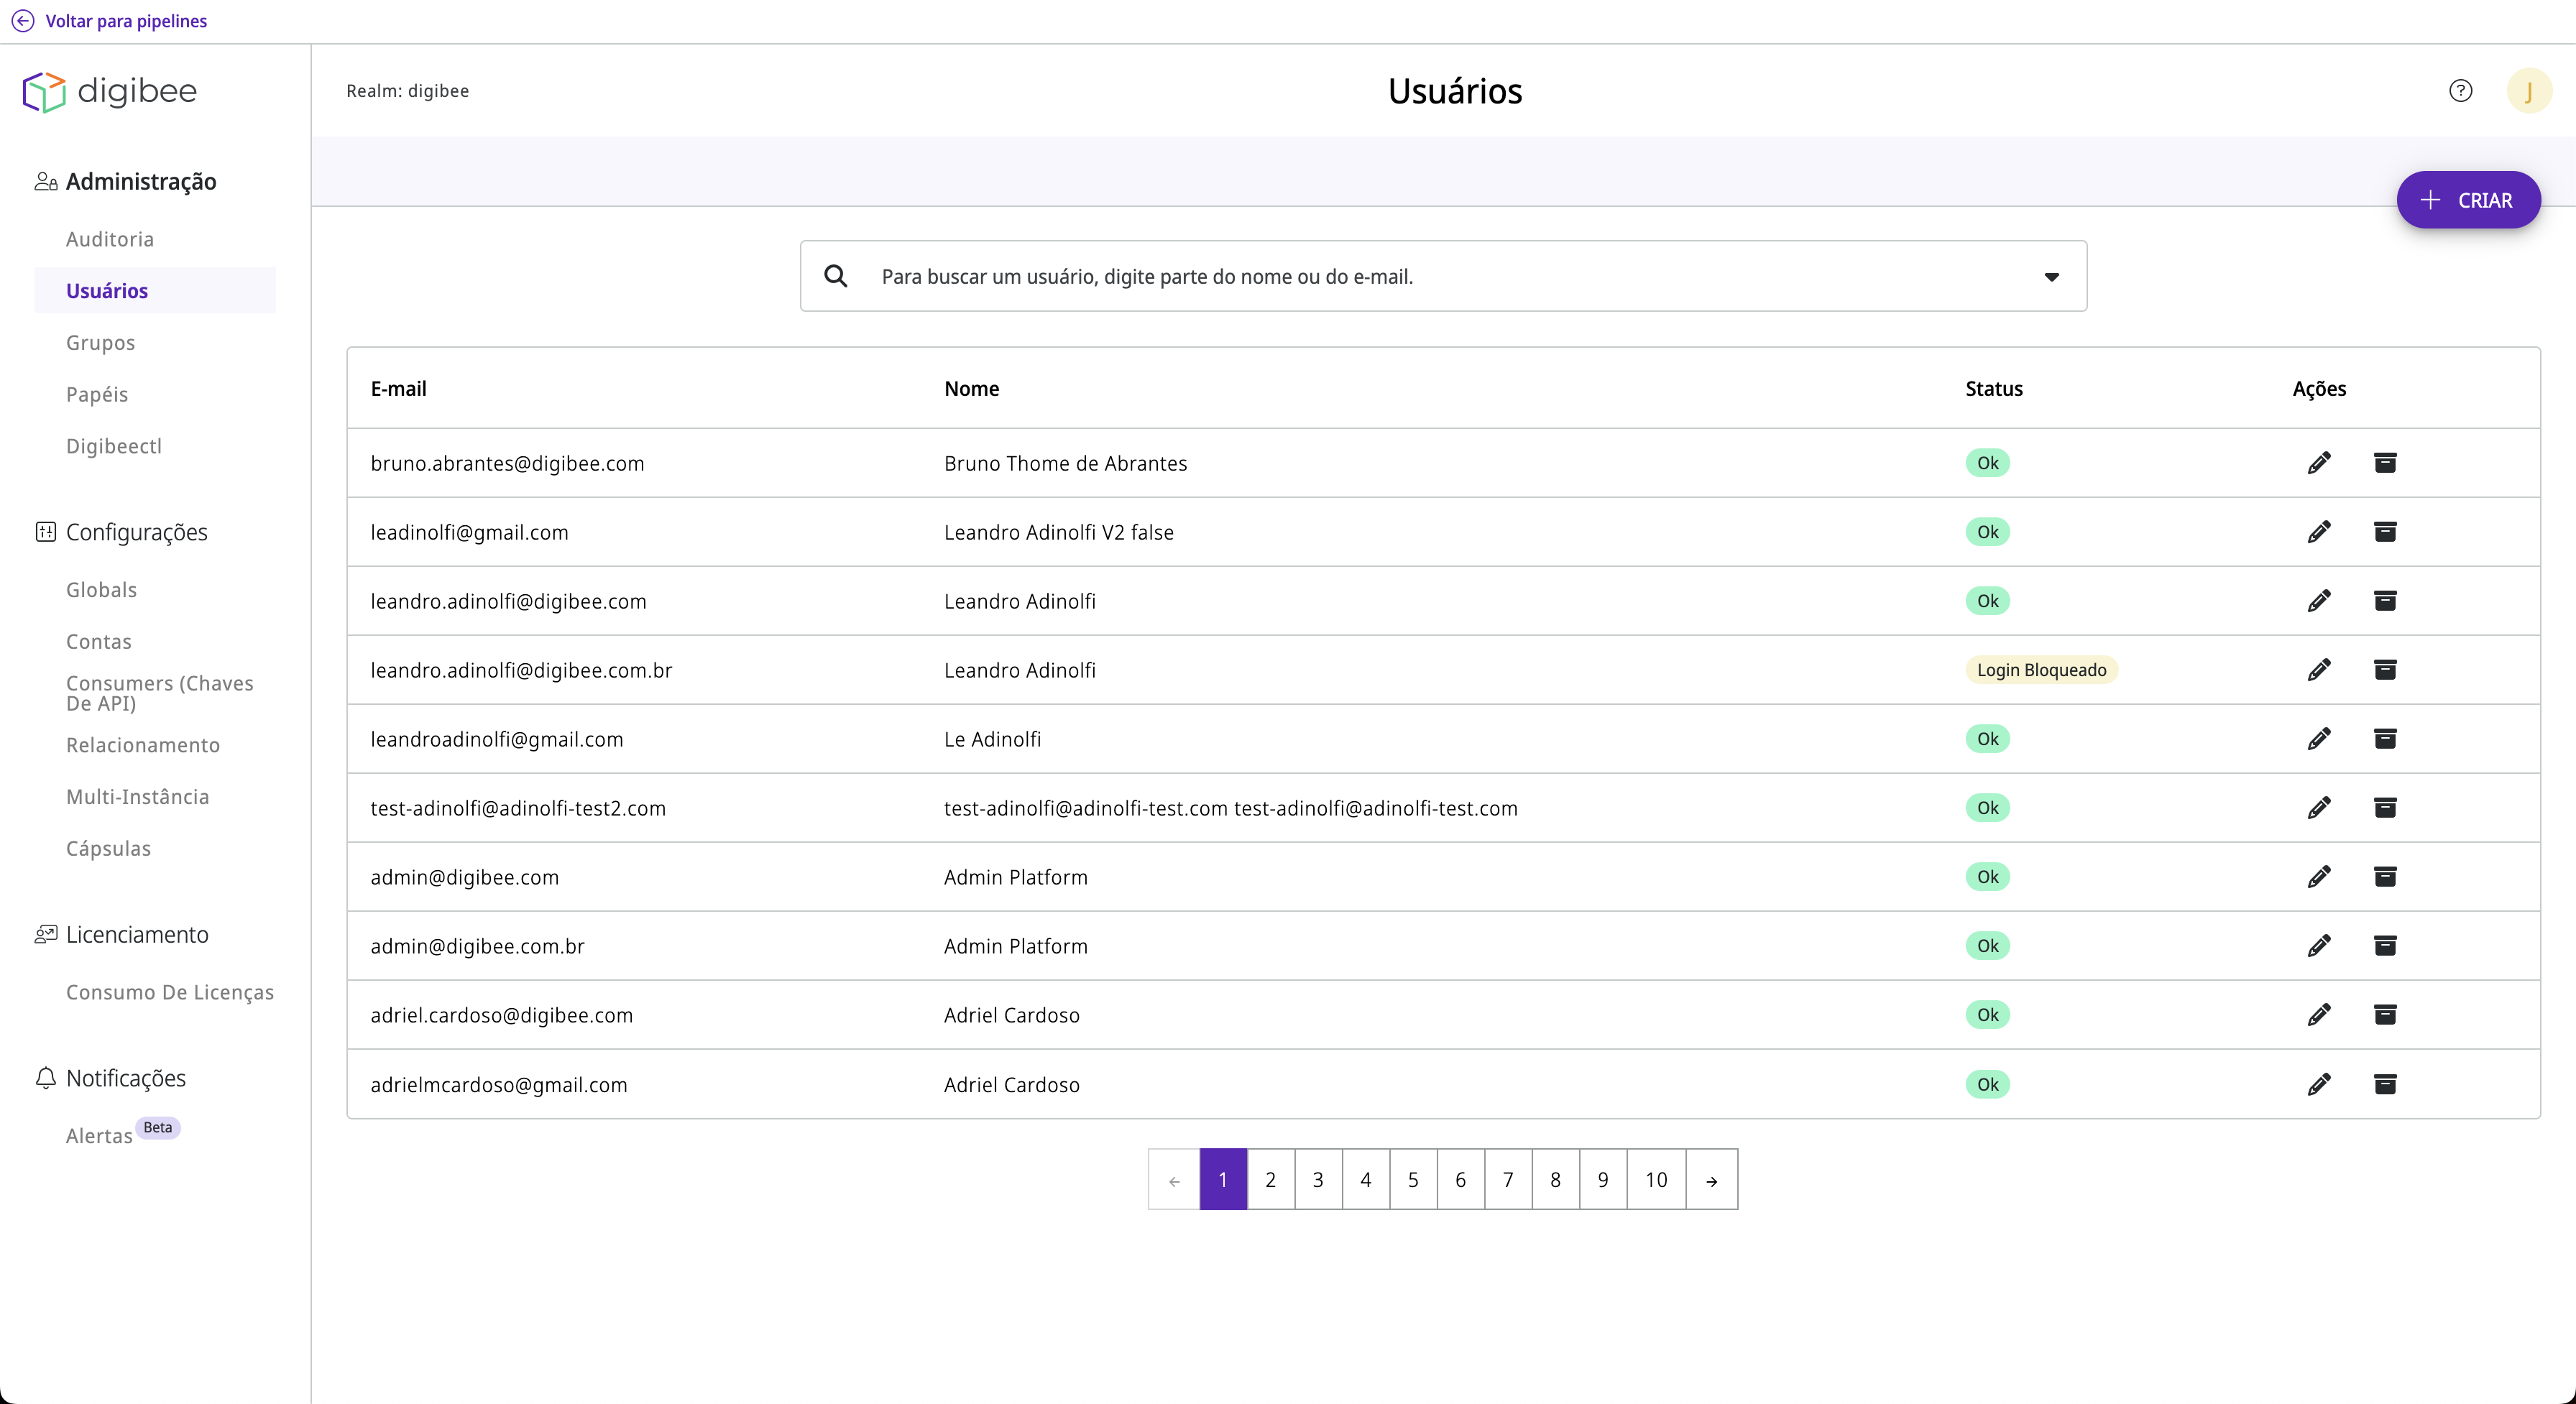 Voltar para pipelines
digibee
Realm: digibee
Usuários
?
J
Administração
Auditoria
Usuários
Grupos
Papéis
Digibeectl
Configurações
Globals
Contas
Consumers (Chaves
De API)
Relacionamento
Multi-Instância
Cápsulas
Licenciamento
Consumo De Licenças
Notificações
Alertas Beta
CRIAR
Para buscar um usuário, digite parte do nome ou do e-mail.
E-mail Nome Status Ações
bruno.abrantes@digibee.com Bruno Thome de Abrantes Ok
leadinolfi@gmail.com Leandro Adinolfi V2 false Ok
leandro.adinolfi@digibee.com Leandro Adinolfi Ok
leandro.adinolfi@digibee.com.br Leandro Adinolfi Login Bloqueado
leandroadinolfi@gmail.com Le Adinolfi Ok
test-adinolfi@adinolfi-test2.com test-adinolfi@adinolfi-test.com test-adinolfi@adinolfi-test.com Ok
admin@digibee.com Admin Platform Ok
admin@digibee.com.br Admin Platform Ok
adriel.cardoso@digibee.com Adriel Cardoso Ok
adrielmcardoso@gmail.com Adriel Cardoso Ok
← 1 2 3 4 5 6 7 8 9 10 →